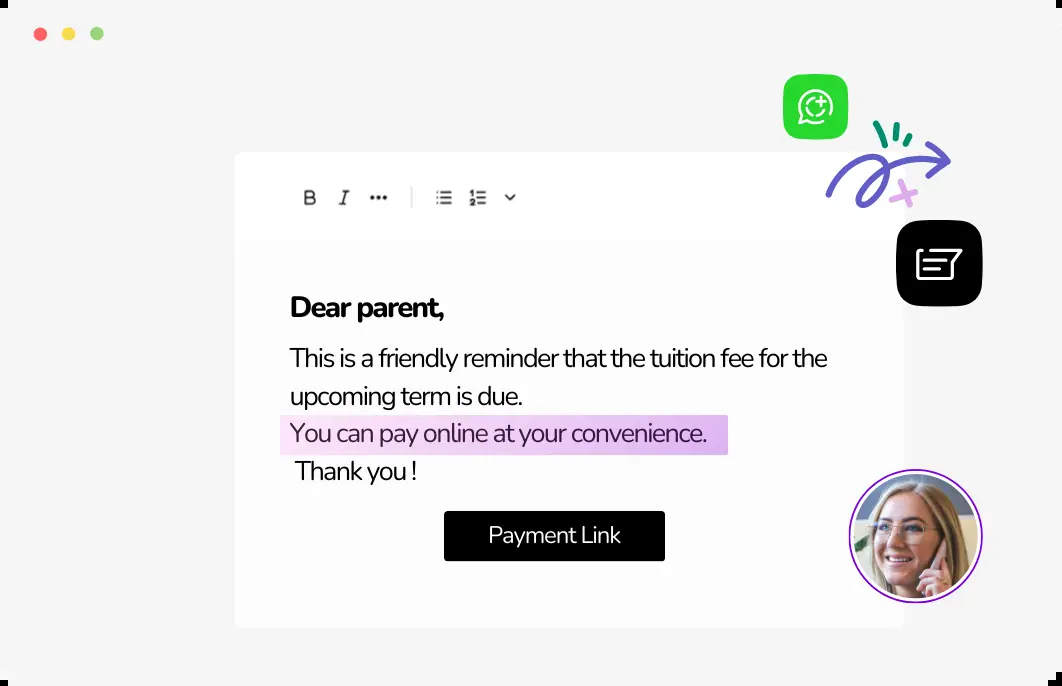 B I
Dear parent,
This is a friendly reminder that the tuition fee for the
upcoming term is due.
You can pay online at your convenience.
Thank you !
Payment Link